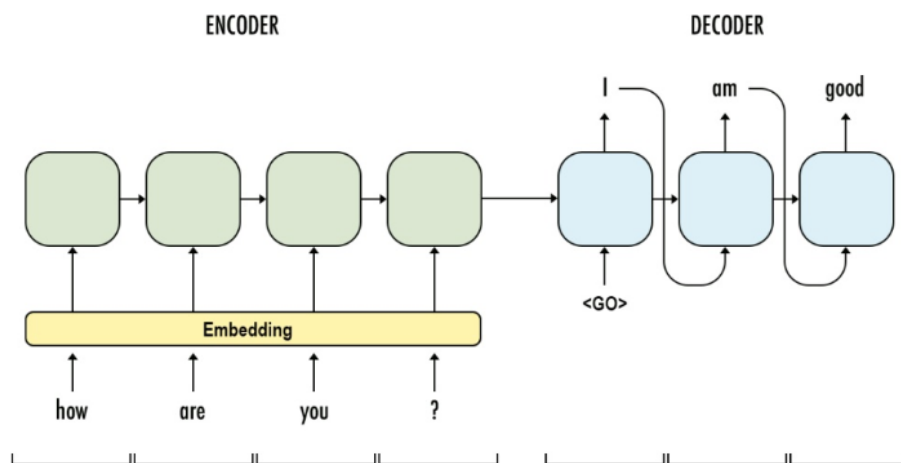 ENCODER DECODER
I am good
<GO>
Embedding
how are you ?